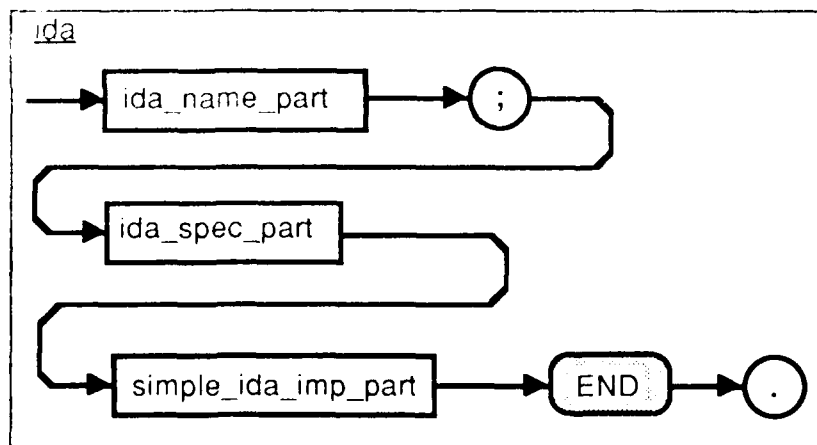 ida
ida_name_part ;
ida_spec_part
simple_ida_imp_part END .